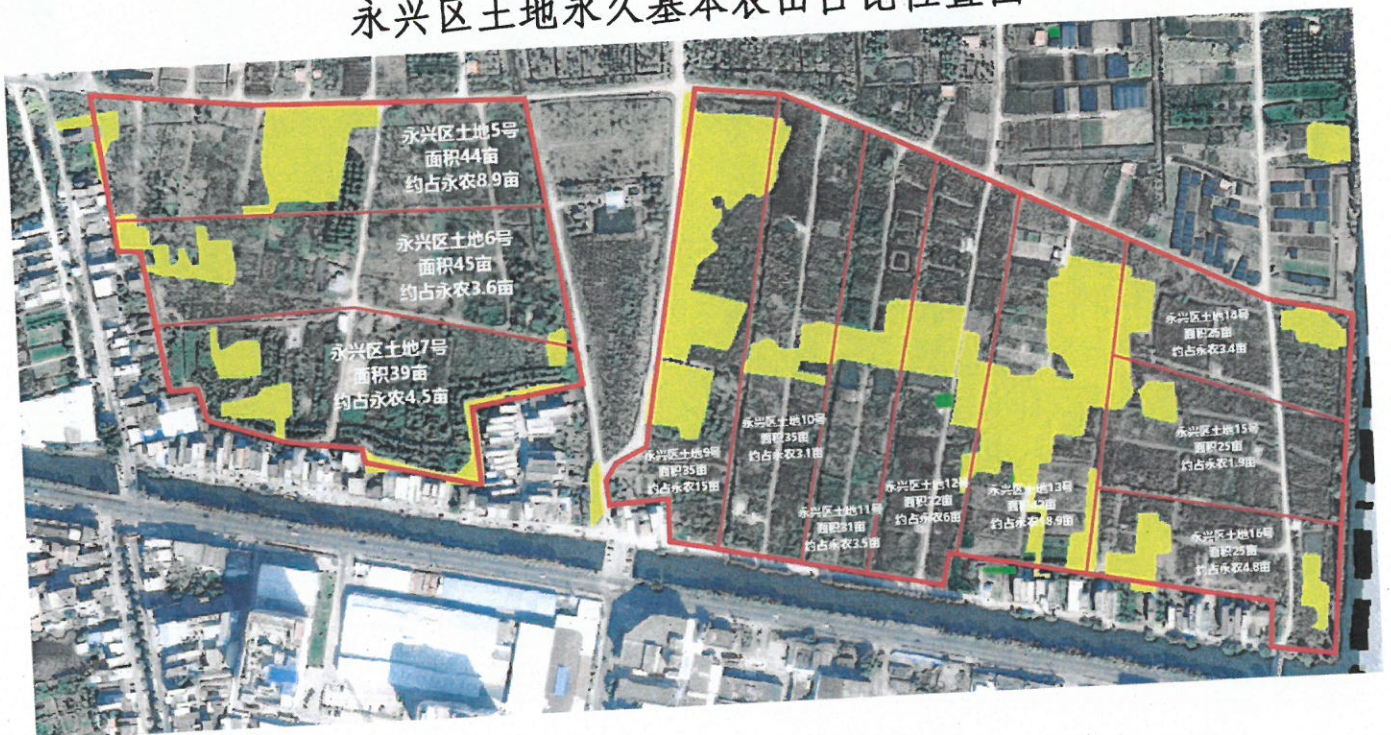 永兴区土地永久基本农田占比位置图
永兴区土地5号
面积44亩
约占永农8.9亩
永兴区土地6号
面积45亩
约占永农3.6亩
永兴区土地7号
面积39亩
约占永农4.5亩
永兴区土地9号
面积35亩
约占永农15亩
永兴区土地10号
面积35亩
约占永农3.1亩
永兴区土地11号
面积31亩
约占永农3.5亩
永兴区土地12号
面积32亩
约占永农6亩
永兴区土地13号
约占永农18.9亩
永兴区土地14号
面积25亩
约占永农3.4亩
永兴区土地15号
面积25亩
约占永农1.9亩
永兴区土地16号
面积25亩
约占永农4.8亩